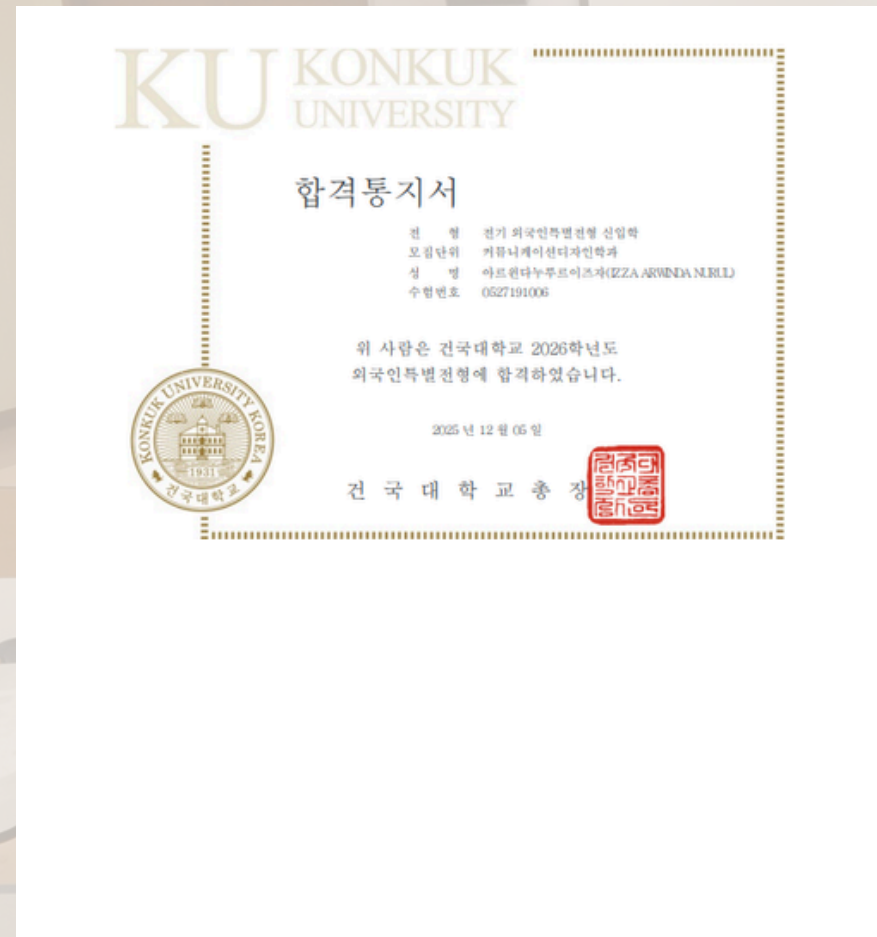 KU KONKUK
UNIVERSITY
합격통지서
전 형 전기 외국인특별전형 신입학
모집단위 커뮤니케이션디자인학과
성 명 아르윈다누루르이즈자(IZZA ARWINDA NURUL)
수험번호 0527191006
위 사람은 건국대학교 2026학년도
외국인특별전형에 합격하였습니다.
2025 년 12 월 05 일
건 국 대 학 교 총 장
KONKUK UNIVERSITY KOREA
1931
건국대학교